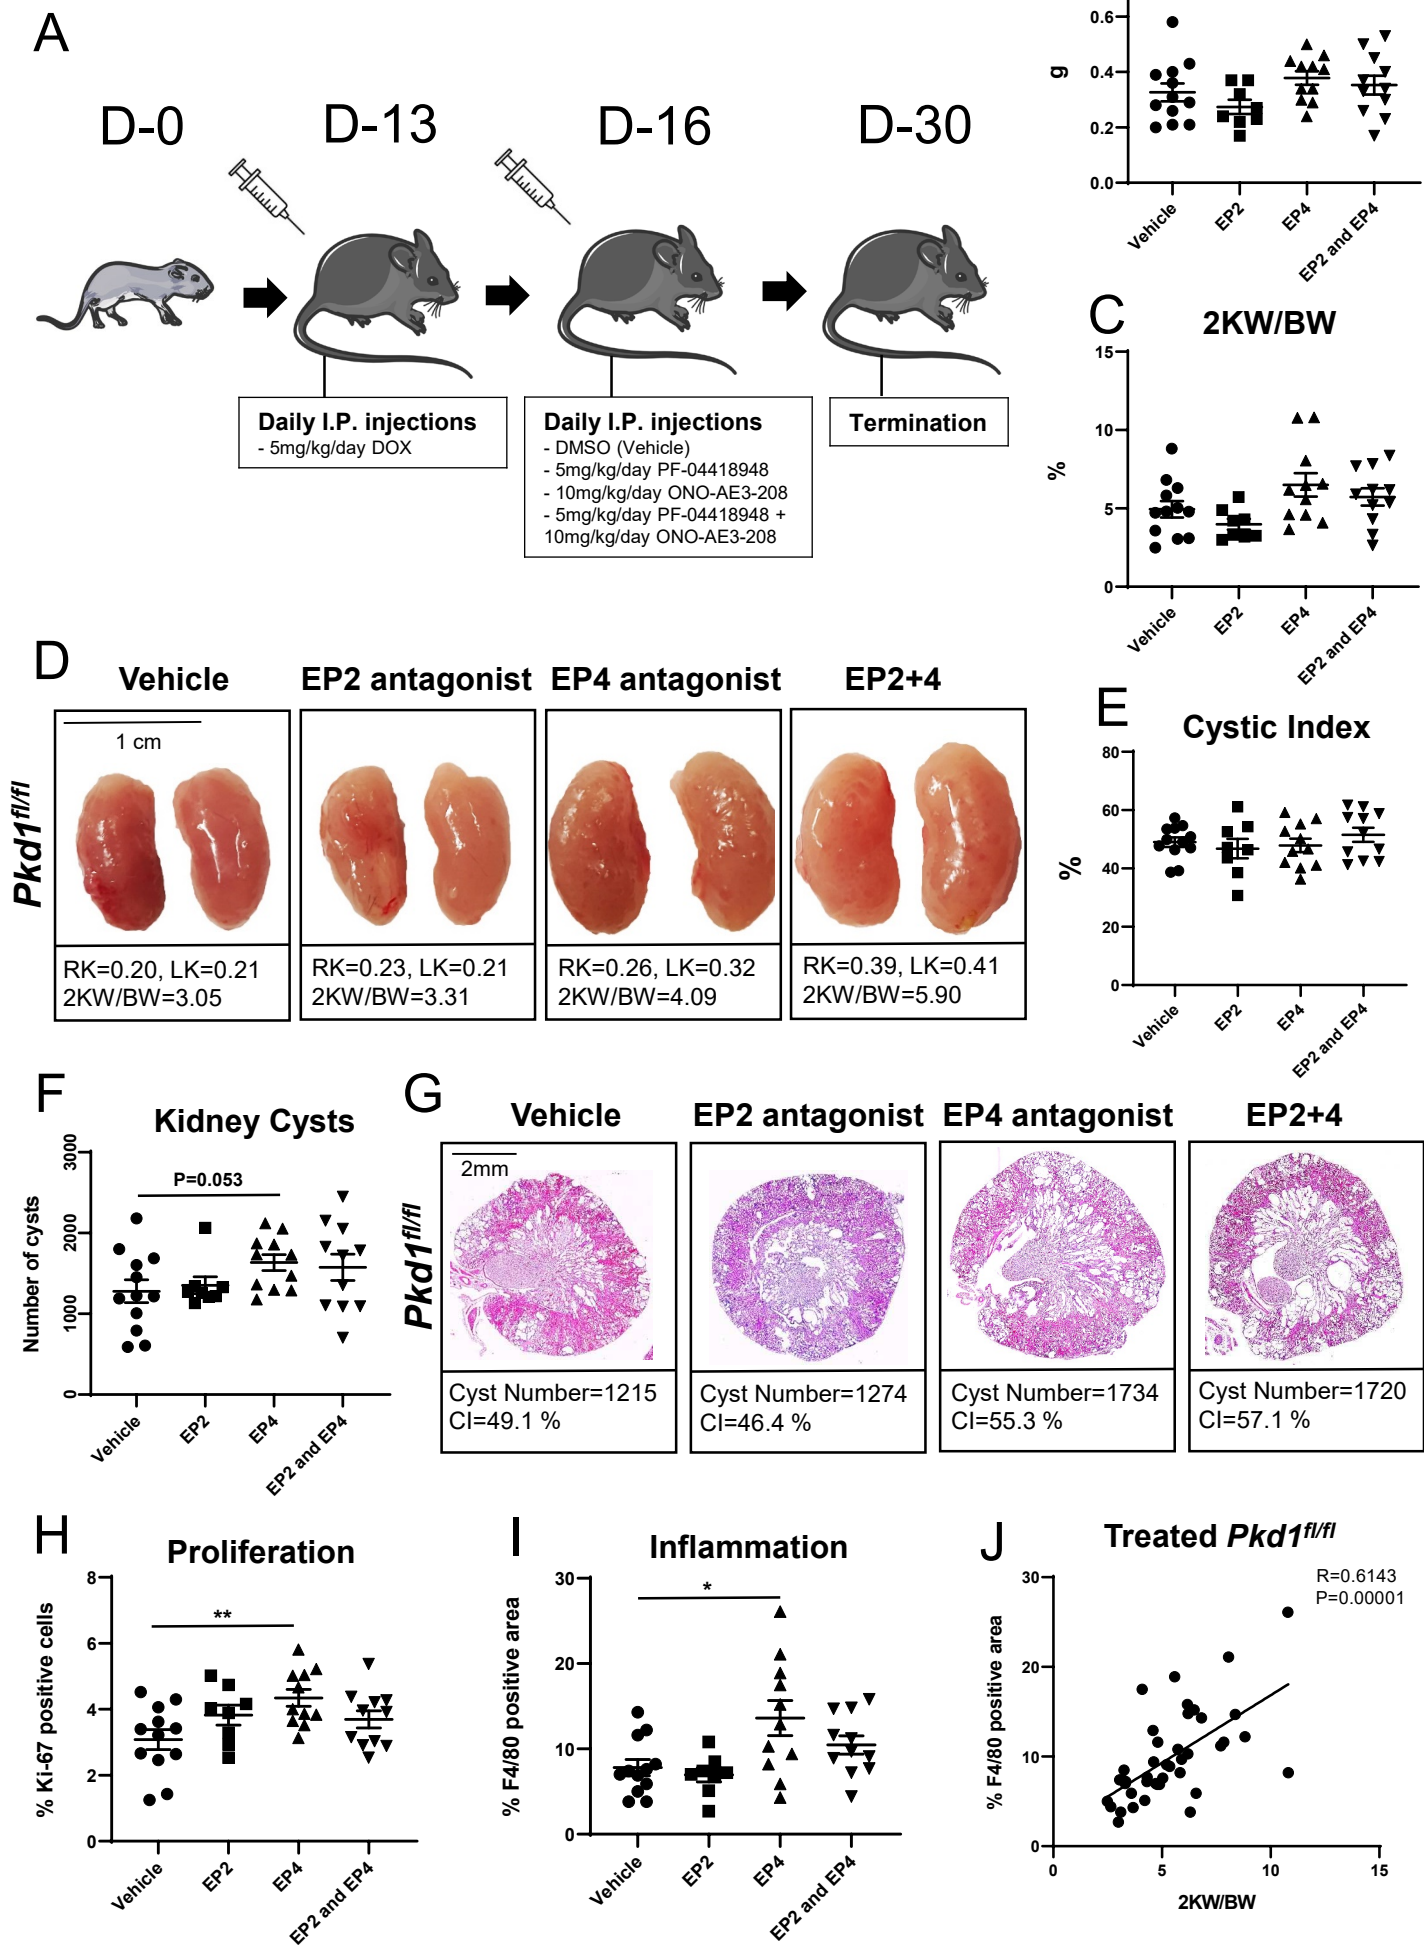 A
D-0
D-13
D-16
D-30
Daily I.P. injections
- 5mg/kg/day DOX
Daily I.P. injections
- DMSO (Vehicle)
- 5mg/kg/day PF-04418948
- 10mg/kg/day ONO-AE3-208
- 5mg/kg/day PF-04418948 +
10mg/kg/day ONO-AE3-208
Termination
g
0.6
0.4
0.2
0.0
Vehicle
EP2
EP4
EP2 and EP4
C
2KW/BW
%
15
10
5
0
Vehicle
EP2
EP4
EP2 and EP4
D
Vehicle
EP2 antagonist
EP4 antagonist
EP2+4
Pkd1fl/fl
1 cm
RK=0.20, LK=0.21
2KW/BW=3.05
RK=0.23, LK=0.21
2KW/BW=3.31
RK=0.26, LK=0.32
2KW/BW=4.09
RK=0.39, LK=0.41
2KW/BW=5.90
E
Cystic Index
%
80
60
40
20
0
Vehicle
EP2
EP4
EP2 and EP4
F
Kidney Cysts
Number of cysts
3000
2000
1000
0
P=0.053
Vehicle
EP2
EP4
EP2 and EP4
G
Vehicle
EP2 antagonist
EP4 antagonist
EP2+4
Pkd1fl/fl
2mm
Cyst Number=1215
CI=49.1 %
Cyst Number=1274
CI=46.4 %
Cyst Number=1734
CI=55.3 %
Cyst Number=1720
CI=57.1 %
H
Proliferation
% Ki-67 positive cells
8
6
4
2
0
**
Vehicle
EP2
EP4
EP2 and EP4
I
Inflammation
% F4/80 positive area
30
20
10
0
*
Vehicle
EP2
EP4
EP2 and EP4
J
Treated Pkd1fl/fl
R=0.6143
P=0.00001
% F4/80 positive area
30
20
10
0
0
5
10
15
2KW/BW